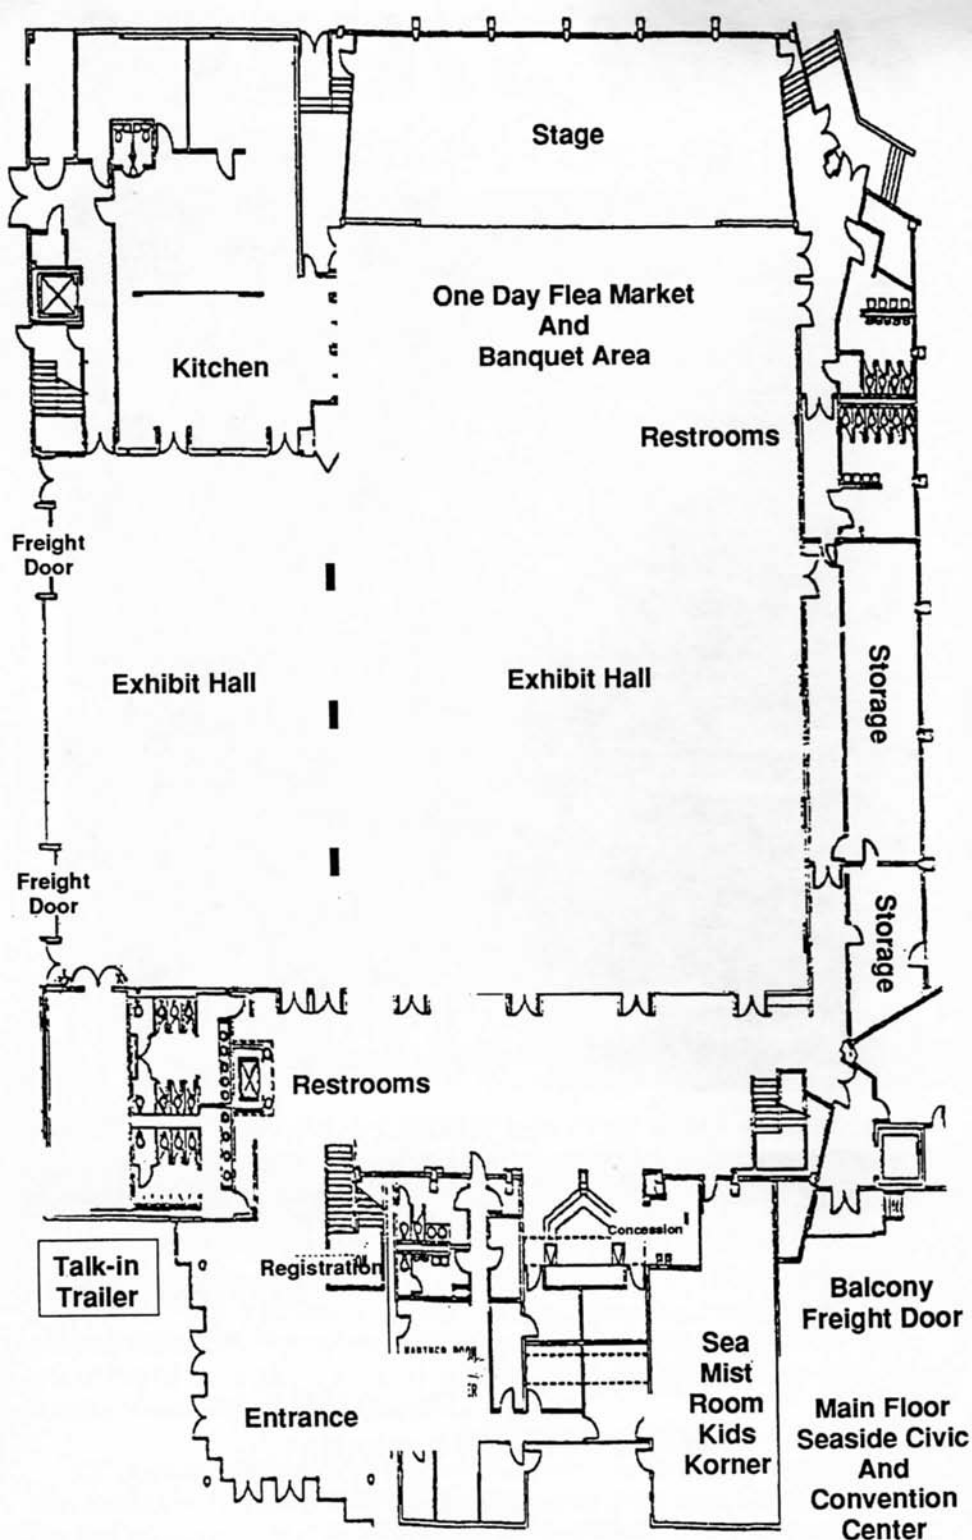 Stage
One Day Flea Market
And
Banquet Area
Kitchen
Restrooms
Freight
Door
Storage
Exhibit Hall
Exhibit Hall
Freight
Door
Storage
Restrooms
Concession
Registration
Talk-in
Trailer
Balcony
Freight Door
Sea
Mist
Room
Kids
Korner
Entrance
Main Floor
Seaside Civic
And
Convention
Center